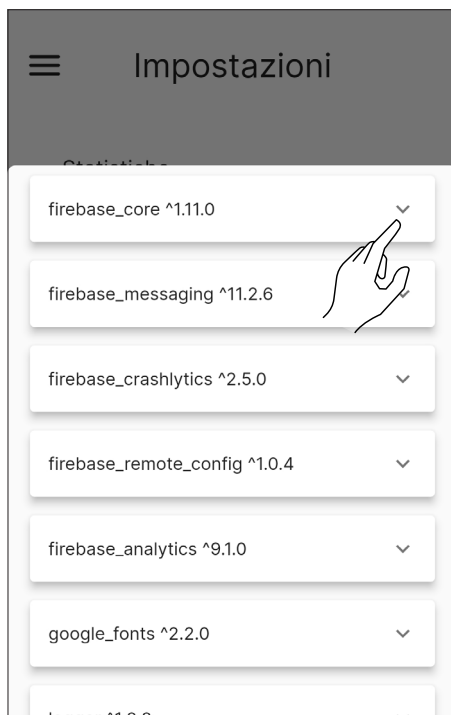 Impostazioni
Statistiche
firebase_core ^1.11.0
firebase_messaging ^11.2.6
firebase_crashlytics ^2.5.0
firebase_remote_config ^1.0.4
firebase_analytics ^9.1.0
google_fonts ^2.2.0